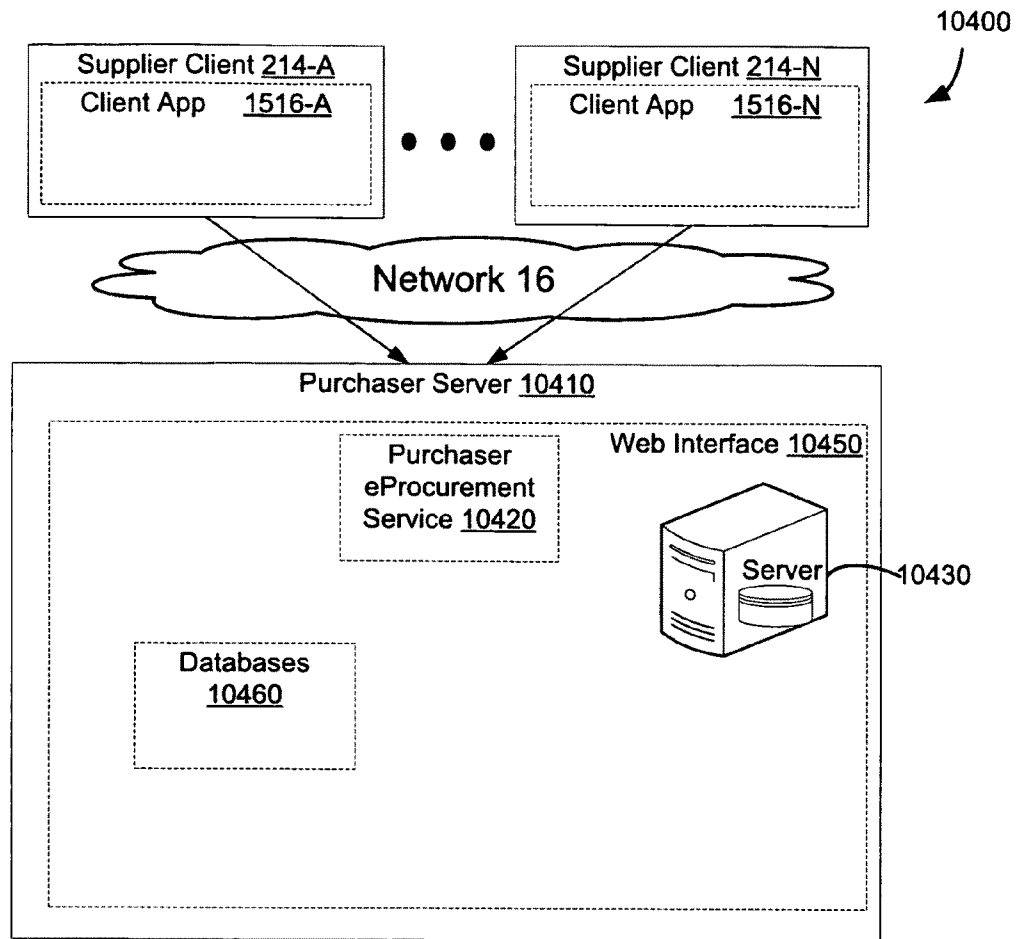 10400
Supplier Client 214-A
Client App 1516-A
Supplier Client 214-N
Client App 1516-N
Network 16
Purchaser Server 10410
Web Interface 10450
Purchaser
eProcurement
Service 10420
Server
10430
Databases
10460